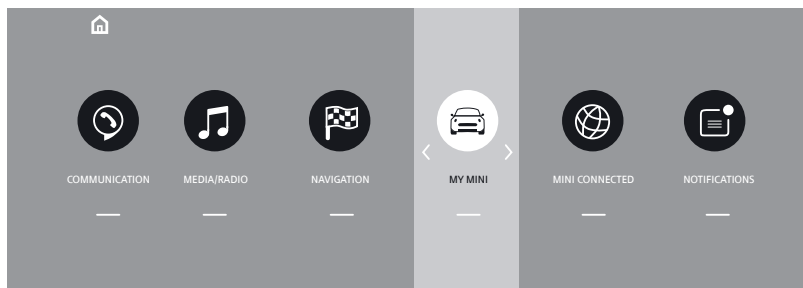 COMMUNICATION
MEDIA/RADIO
NAVIGATION
MY MINI
MINI CONNECTED
NOTIFICATIONS